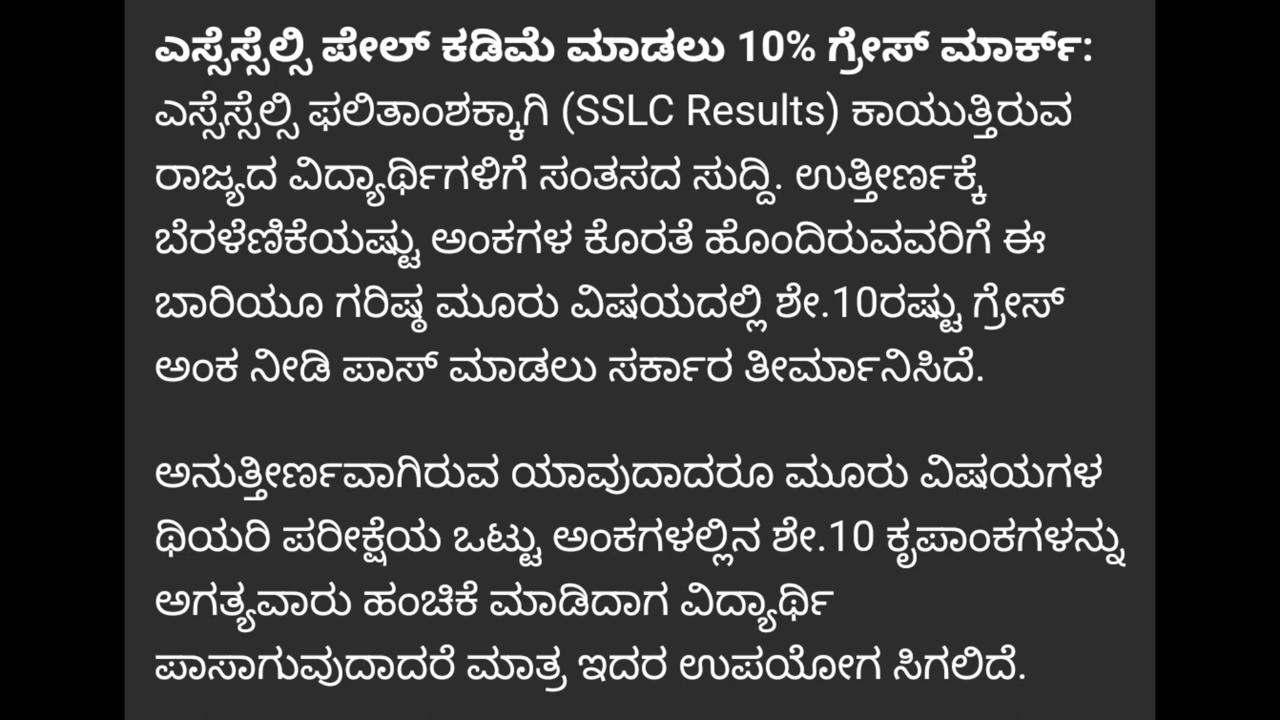 ಎಸ್ಸೆಸ್ಸೆಲ್ಸಿ ಪೇಲ್ ಕಡಿಮೆ ಮಾಡಲು 10% ಗ್ರೇಸ್ ಮಾರ್ಕ್:
ಎಸ್ಸೆಸ್ಸೆಲ್ಸಿ ಫಲಿತಾಂಶಕ್ಕಾಗಿ (SSLC Results) ಕಾಯುತ್ತಿರುವ
ರಾಜ್ಯದ ವಿದ್ಯಾರ್ಥಿಗಳಿಗೆ ಸಂತಸದ ಸುದ್ದಿ. ಉತ್ತೀರ್ಣಕ್ಕೆ
ಬೆರಳೆಣಿಕೆಯಷ್ಟು ಅಂಕಗಳ ಕೊರತೆ ಹೊಂದಿರುವವರಿಗೆ ಈ
ಬಾರಿಯೂ ಗರಿಷ್ಠ ಮೂರು ವಿಷಯದಲ್ಲಿ ಶೇ.10ರಷ್ಟು ಗ್ರೇಸ್
ಅಂಕ ನೀಡಿ ಪಾಸ್ ಮಾಡಲು ಸರ್ಕಾರ ತೀರ್ಮಾನಿಸಿದೆ.
ಅನುತ್ತೀರ್ಣವಾಗಿರುವ ಯಾವುದಾದರೂ ಮೂರು ವಿಷಯಗಳ
ಥಿಯರಿ ಪರೀಕ್ಷೆಯ ಒಟ್ಟು ಅಂಕಗಳಲ್ಲಿನ ಶೇ.10 ಕೃಪಾಂಕಗಳನ್ನು
ಅಗತ್ಯವಾರು ಹಂಚಿಕೆ ಮಾಡಿದಾಗ ವಿದ್ಯಾರ್ಥಿ
ಪಾಸಾಗುವುದಾದರೆ ಮಾತ್ರ ಇದರ ಉಪಯೋಗ ಸಿಗಲಿದೆ.